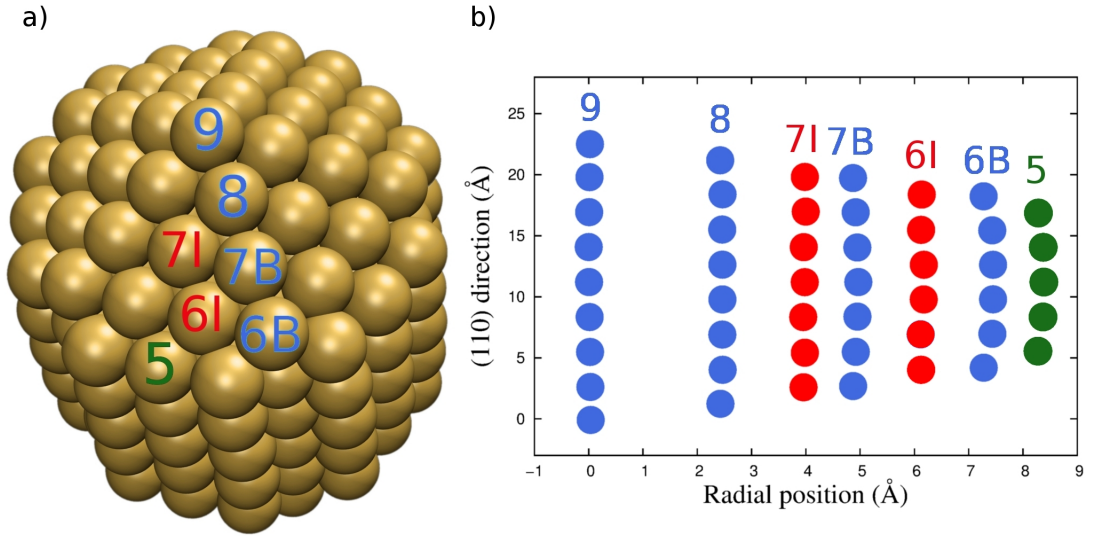 a)
9
8
7I
7B
6I
6B
5
b)
9
8
7I 7B
6I 6B
5
25
20
15
10
5
0
(110) direction (Å)
−1 0 1 2 3 4 5 6 7 8 9
Radial position (Å)